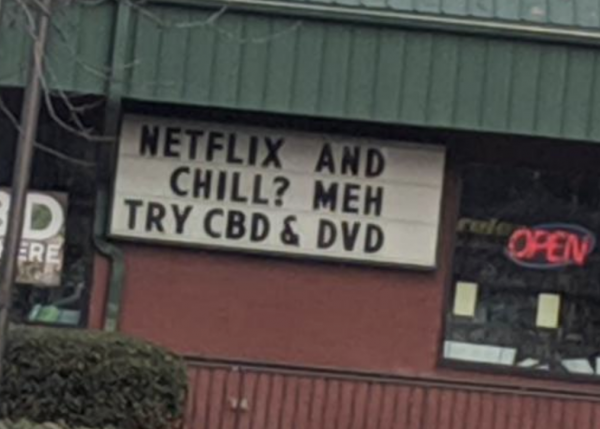 NETFLIX AND
CHILL? MEH
TRY CBD & DVD
OPEN